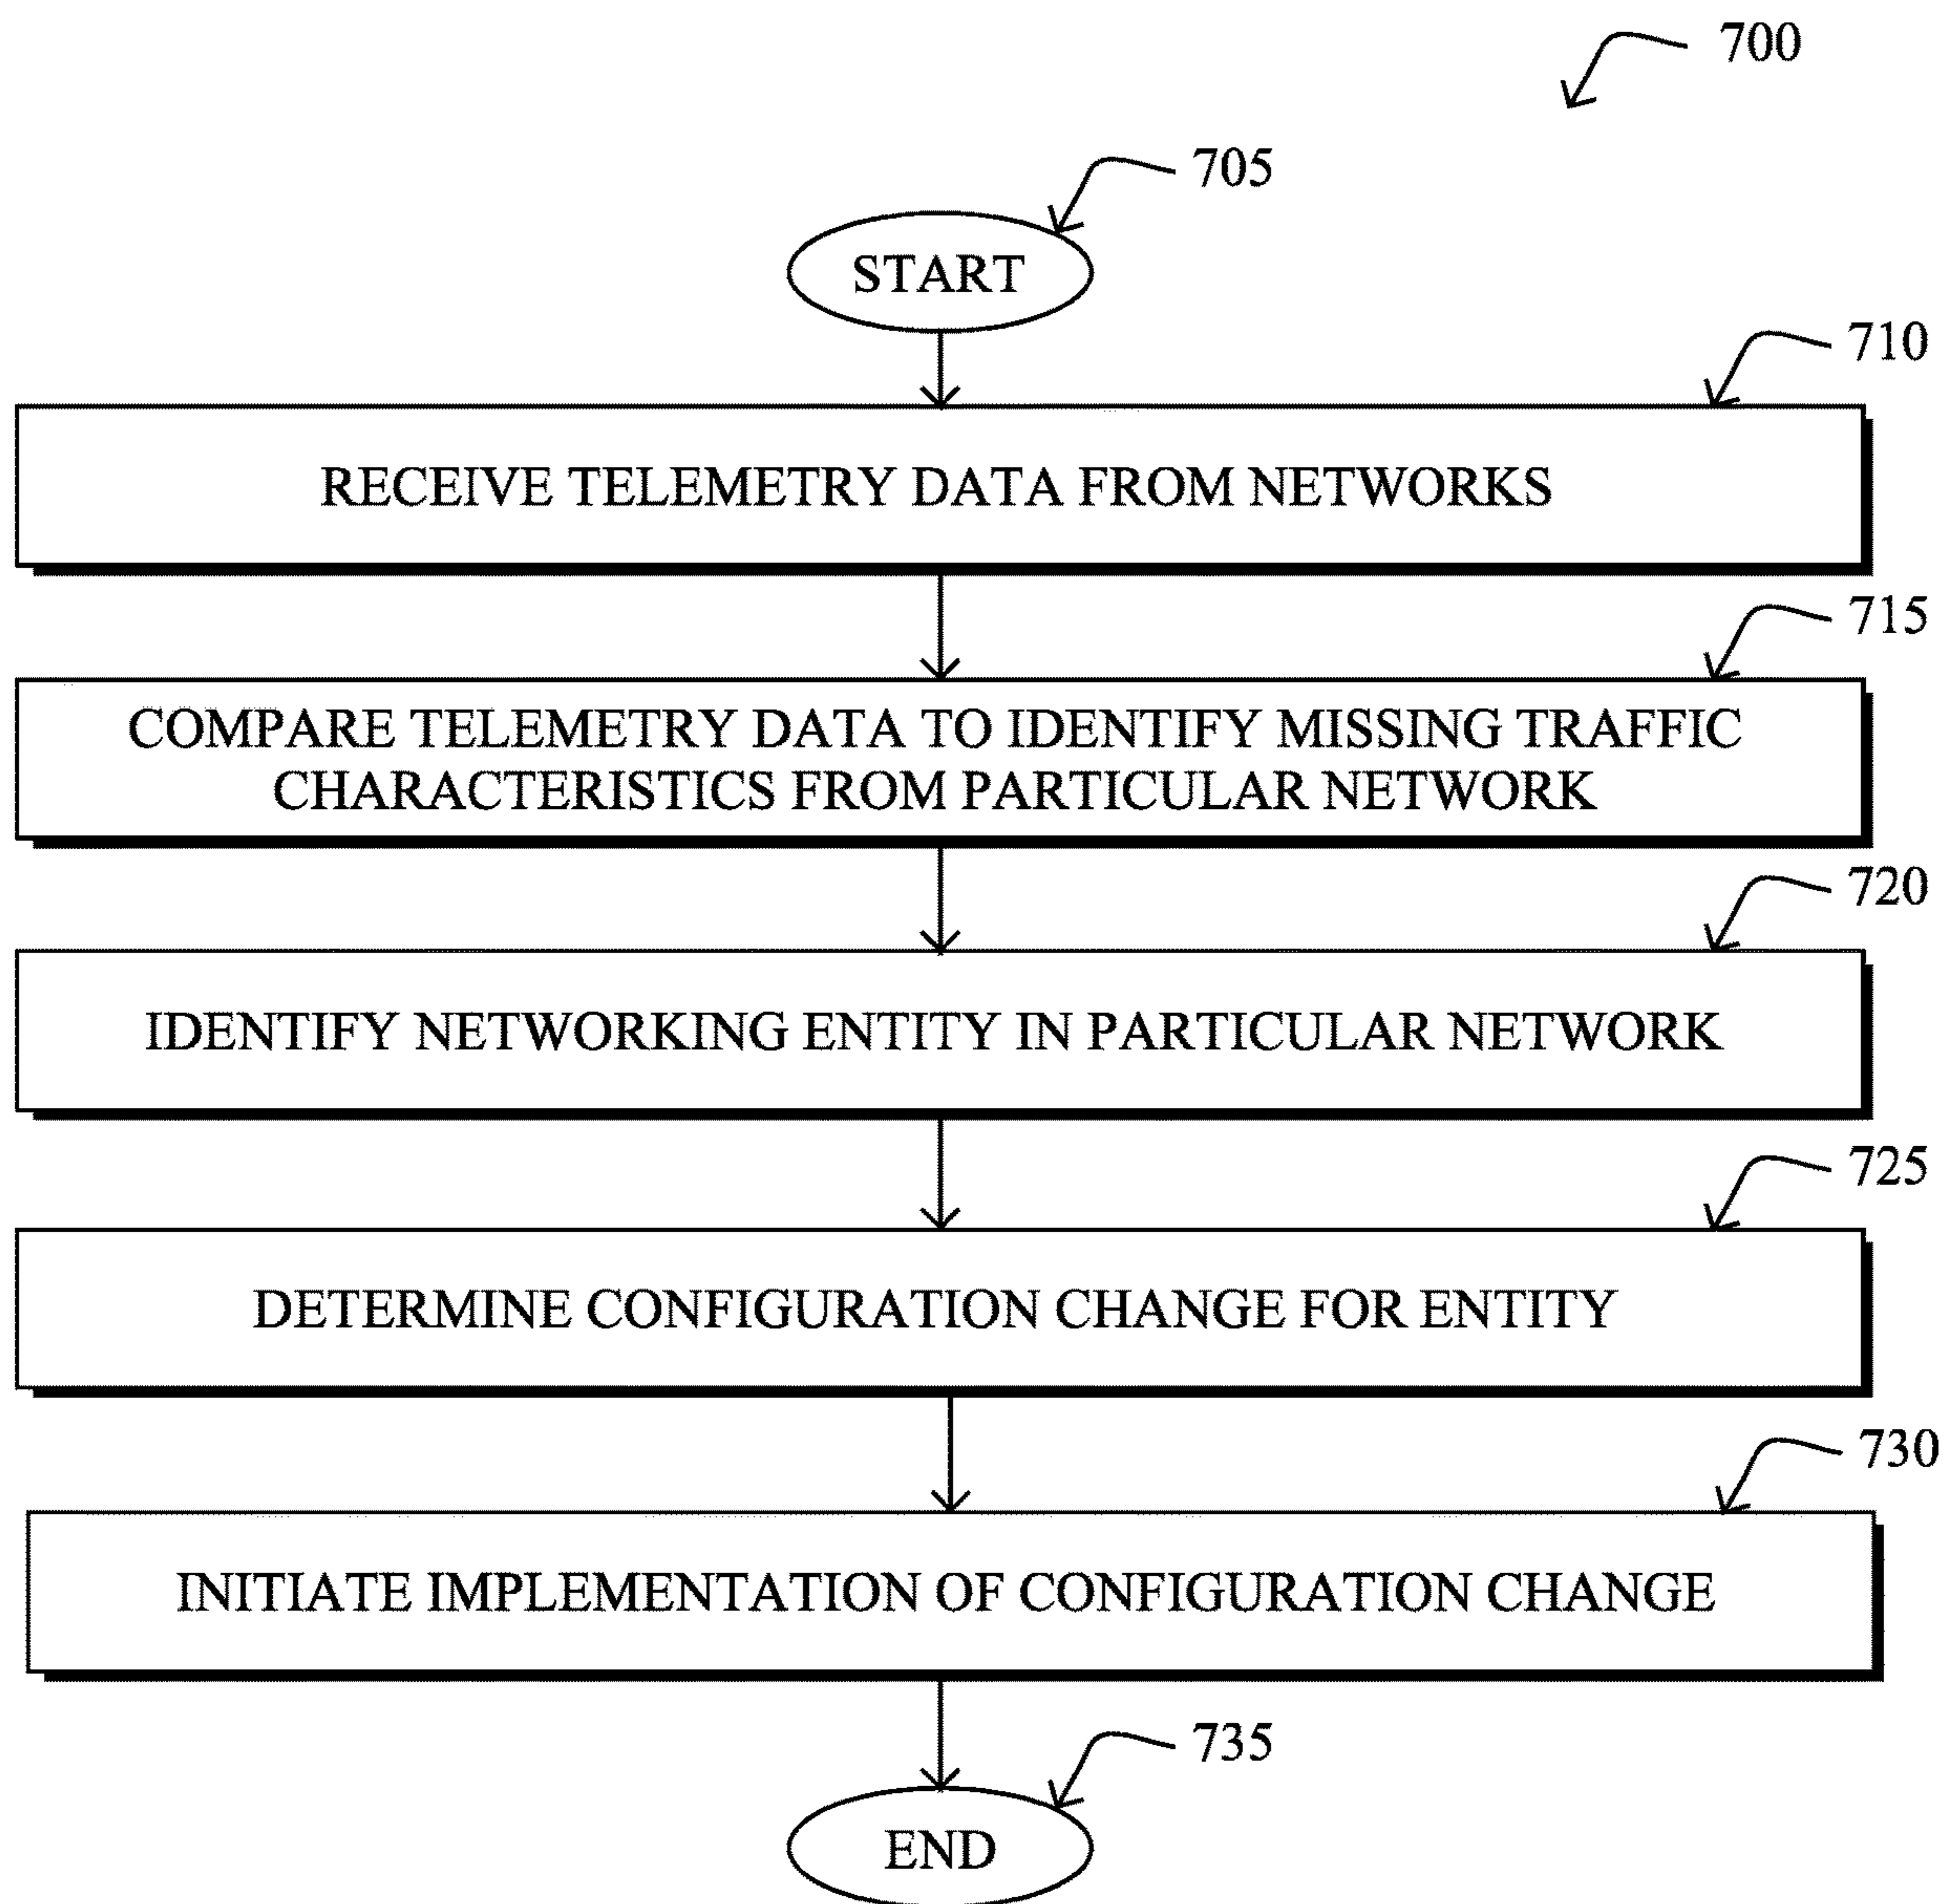 700
705
START
710
RECEIVE TELEMETRY DATA FROM NETWORKS
715
COMPARE TELEMETRY DATA TO IDENTIFY MISSING TRAFFIC
CHARACTERISTICS FROM PARTICULAR NETWORK
720
IDENTIFY NETWORKING ENTITY IN PARTICULAR NETWORK
725
DETERMINE CONFIGURATION CHANGE FOR ENTITY
730
INITIATE IMPLEMENTATION OF CONFIGURATION CHANGE
735
END